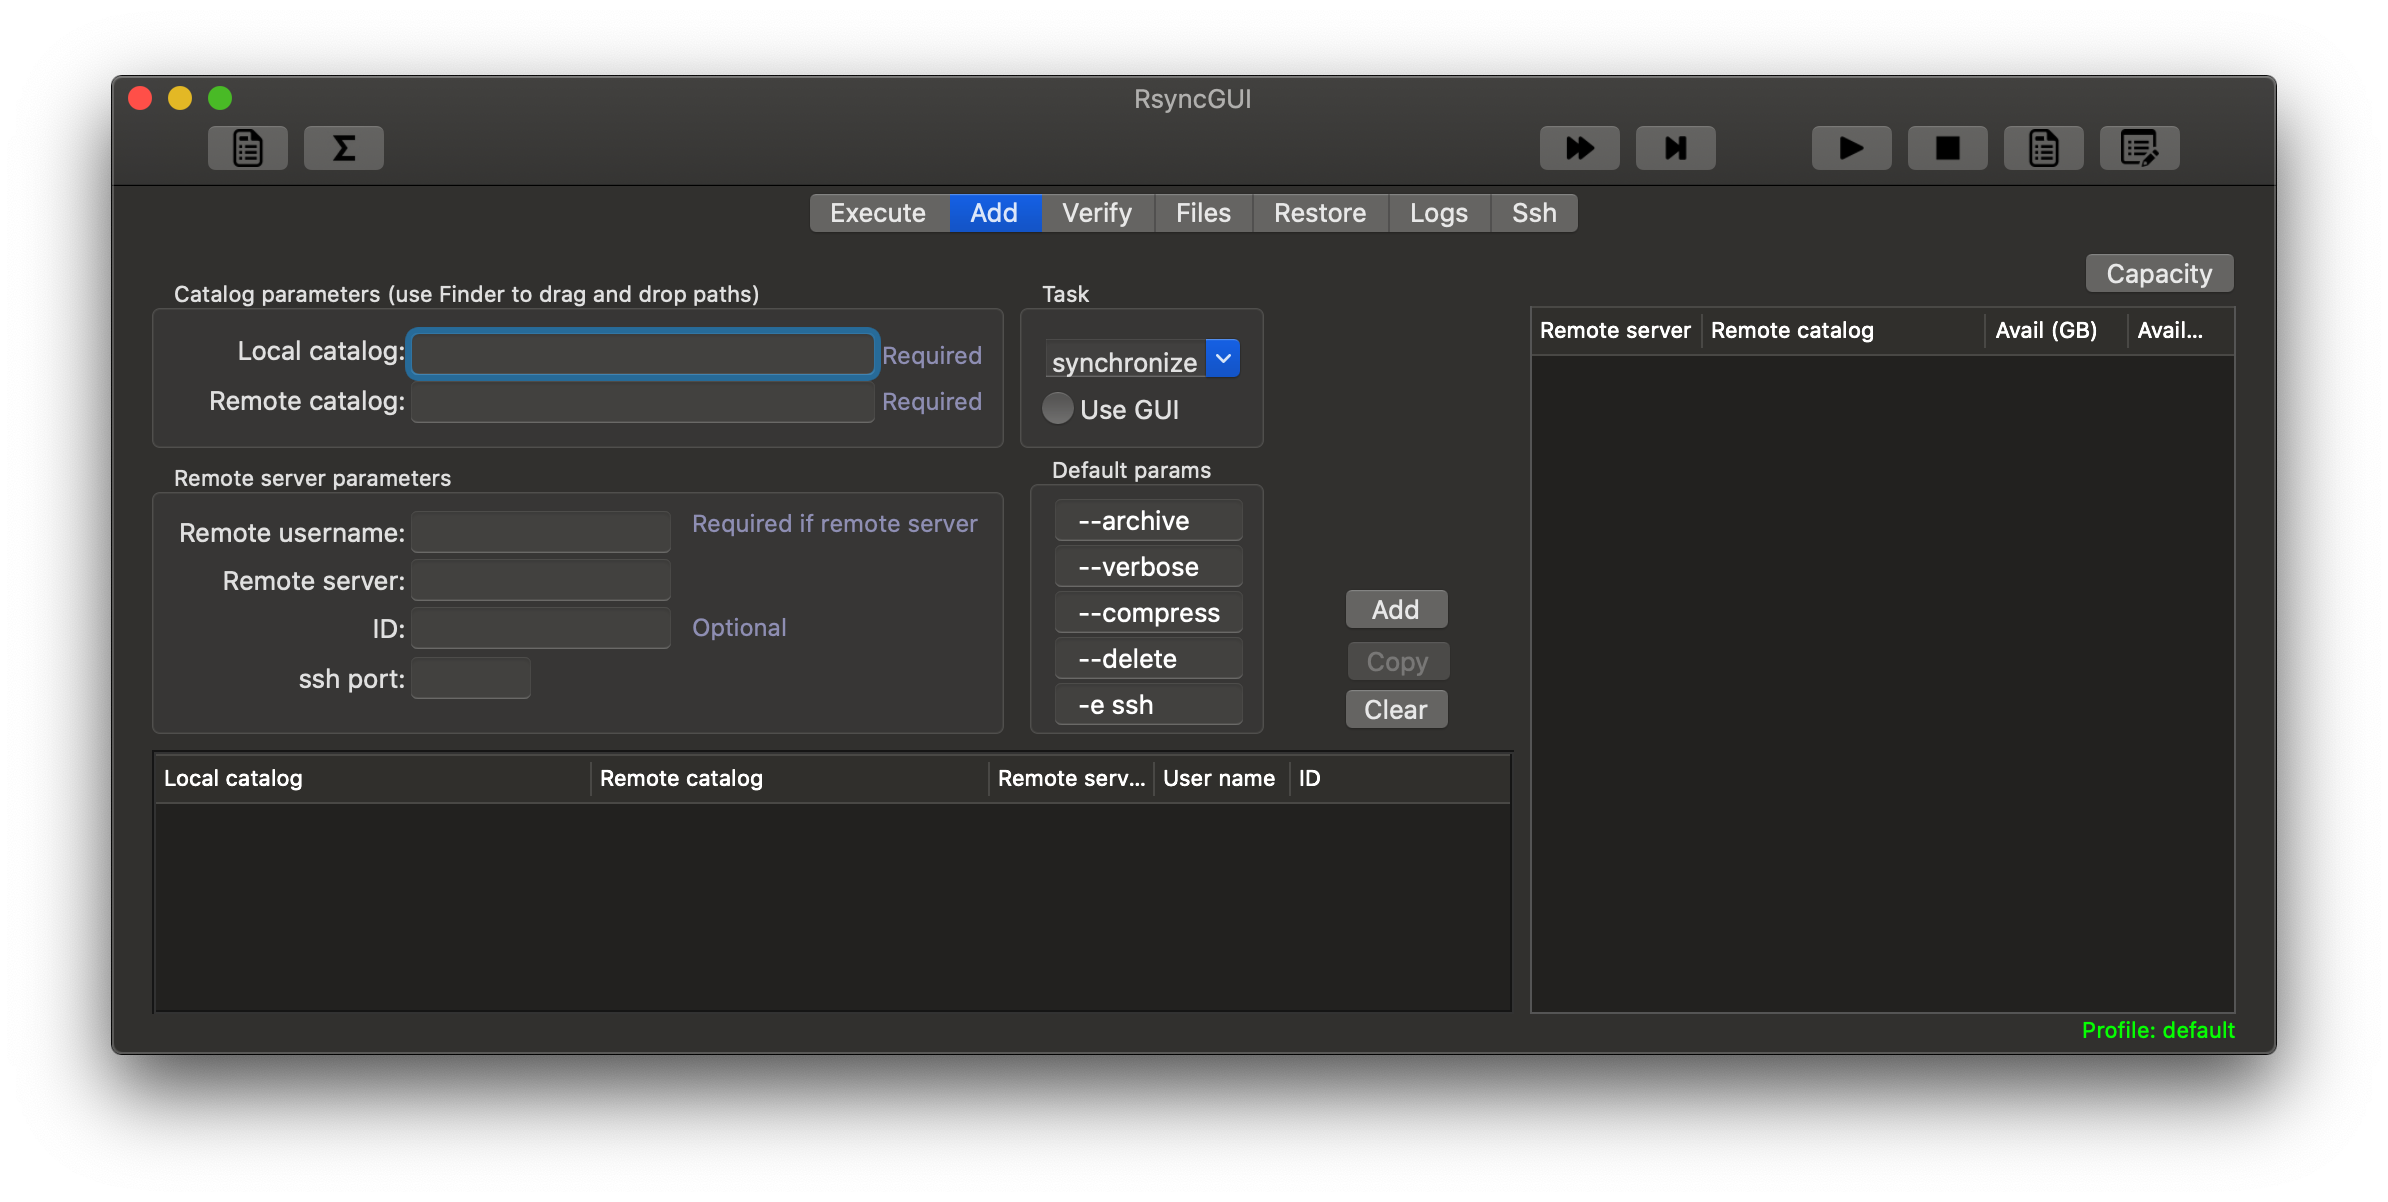 RsyncGUI
Execute Add Verify Files Restore Logs Ssh
Capacity
Catalog parameters (use Finder to drag and drop paths)
Local catalog: Required
Remote catalog: Required
Task
synchronize
Use GUI
Remote server parameters
Remote username: Required if remote server
Remote server:
ID: Optional
ssh port:
Default params
--archive
--verbose
--compress
--delete
-e ssh
Add
Copy
Clear
Remote server Remote catalog Avail (GB) Avail...
Local catalog Remote catalog Remote serv... User name ID
Profile: default